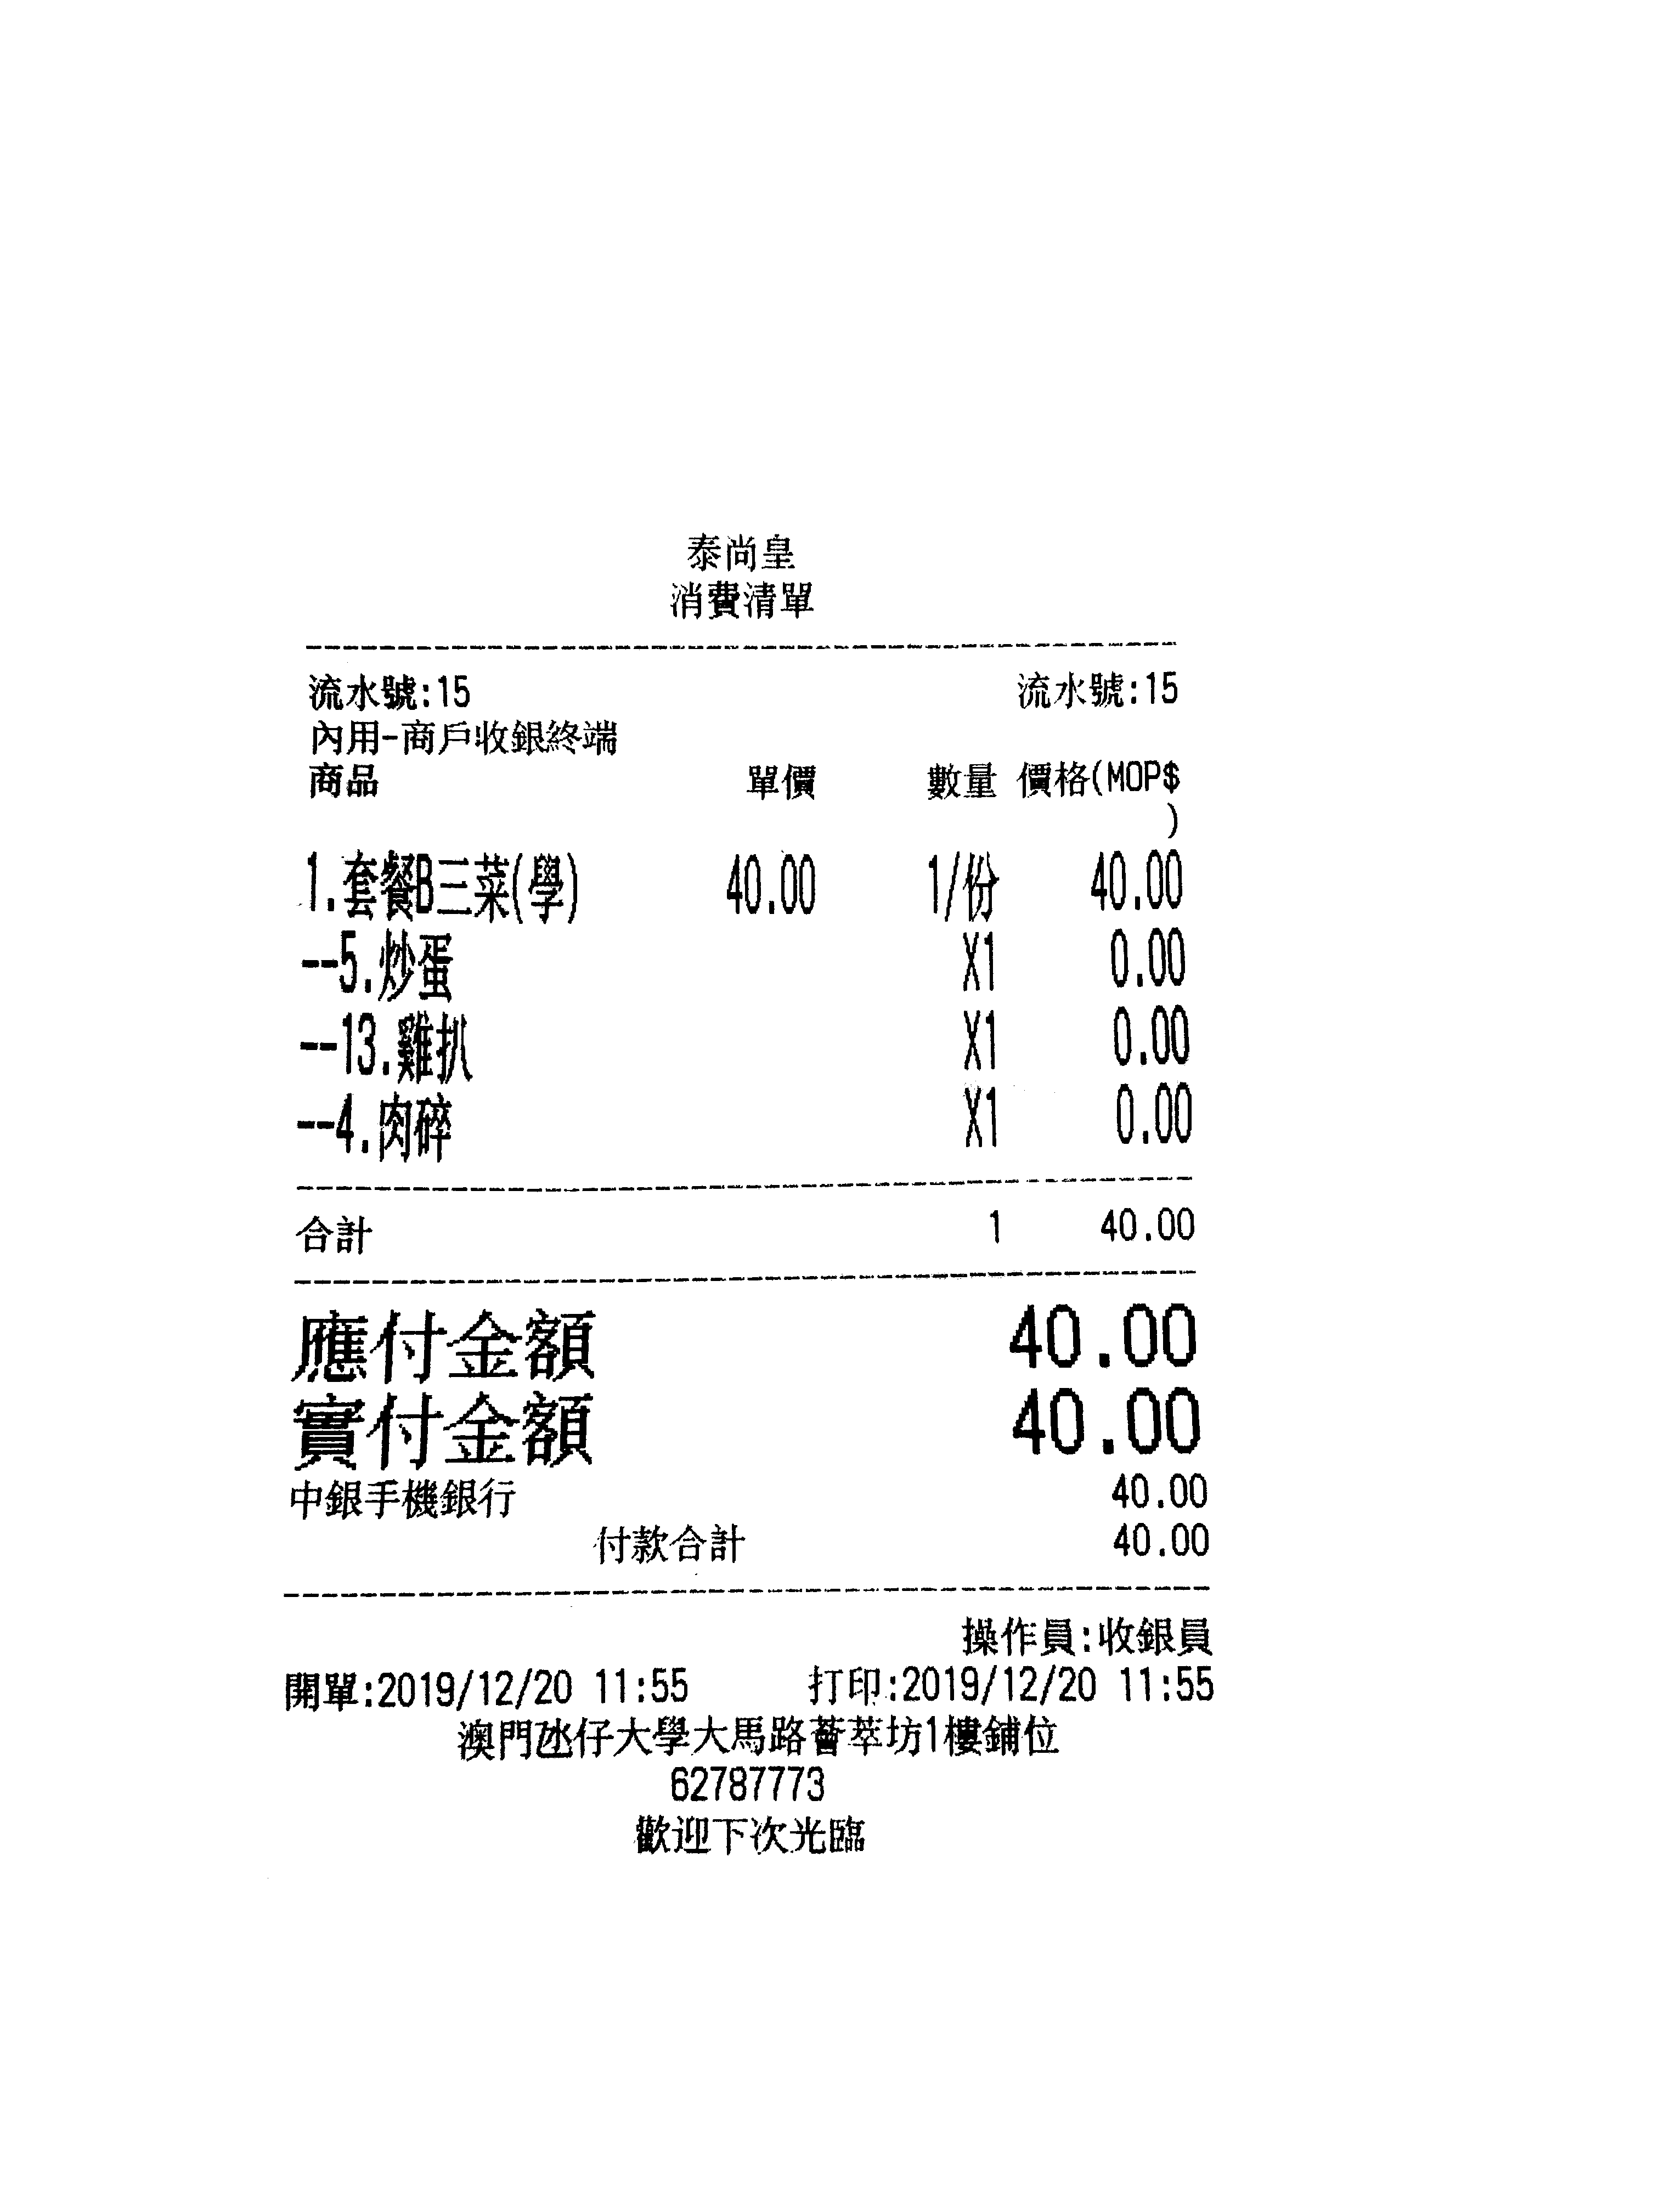 泰尚皇
消費清單
流水號:15 流水號:15
內用-商戶收銀終端
商品 單價 數量 價格(MOP$
)
1.套餐B三菜(學) 40.00 1/份 40.00
--5.炒蛋 X1 0.00
--13.雞扒 X1 0.00
--4.肉碎 X1 0.00
合計 1 40.00
應付金額 40.00
實付金額 40.00
中銀手機銀行 40.00
付款合計 40.00
操作員:收銀員
開單:2019/12/20 11:55 打印:2019/12/20 11:55
澳門氹仔大學大馬路薈萃坊1樓鋪位
62787773
歡迎下次光臨